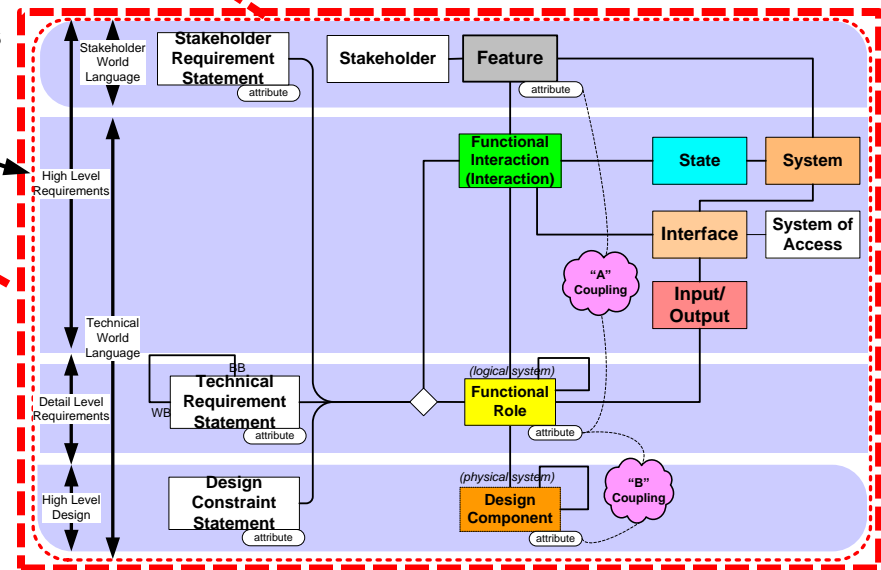 Stakeholder
World
Language
Stakeholder
Requirement
Statement
attribute
Stakeholder
Feature
attribute
High Level
Requirements
Functional
Interaction
(Interaction)
State
System
Interface
System of
Access
"A"
Coupling
Input/
Output
Technical
World
Language
Detail Level
Requirements
BB
WB
Technical
Requirement
Statement
attribute
(logical system)
Functional
Role
attribute
High Level
Design
Design
Constraint
Statement
attribute
(physical system)
Design
Component
attribute
"B"
Coupling